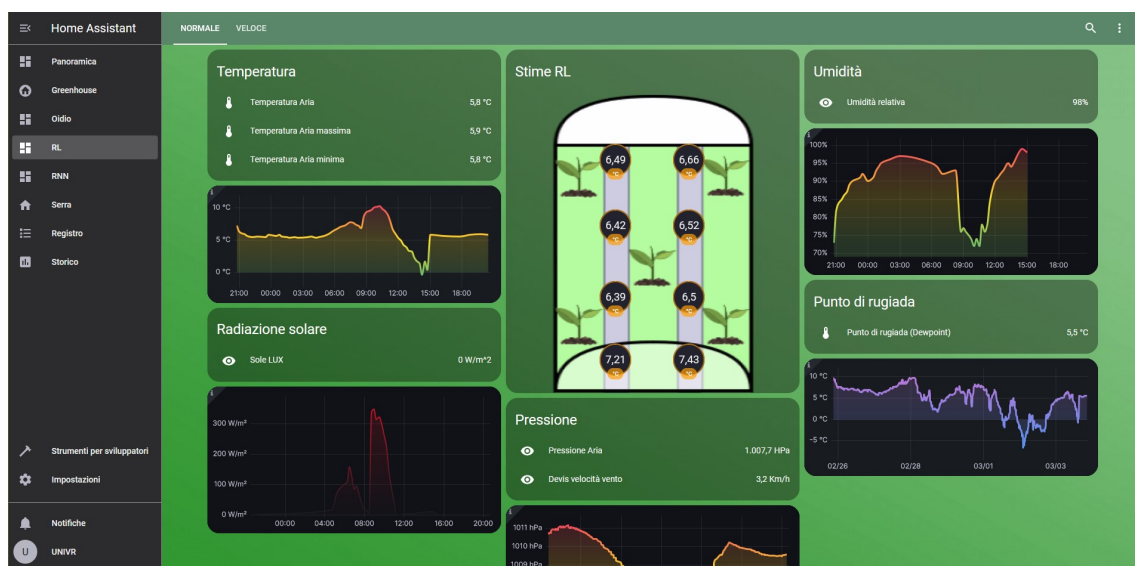 Home Assistant
Panoramica
Greenhouse
Oidio
RL
RNN
Serra
Registro
Storico
Strumenti per sviluppatori
Impostazioni
Notifiche
U UNIVR
NORMALE VELOCE
Temperatura
Temperatura Aria 5,8 °C
Temperatura Aria massima 5,9 °C
Temperatura Aria minima 5,8 °C
10 °C
5 °C
0 °C
21:00 00:00 03:00 06:00 09:00 12:00 15:00 18:00
Radiazione solare
Sole LUX 0 W/m^2
300 W/m²
200 W/m²
100 W/m²
0 W/m²
00:00 04:00 08:00 12:00 16:00 20:00
Stime RL
6,49 6,66
°C °C
6,42 6,52
°C °C
6,39 6,5
°C °C
7,21 7,43
°C °C
Pressione
Pressione Aria 1.007,7 HPa
Devis velocità vento 3,2 Km/h
1011 hPa
1010 hPa
1009 hPa
Umidità
Umidità relativa 98%
100%
95%
90%
85%
80%
75%
70%
21:00 00:00 03:00 06:00 09:00 12:00 15:00 18:00
Punto di rugiada
Punto di rugiada (Dewpoint) 5,5 °C
10 °C
5 °C
0 °C
-5 °C
02/26 02/28 03/01 03/03